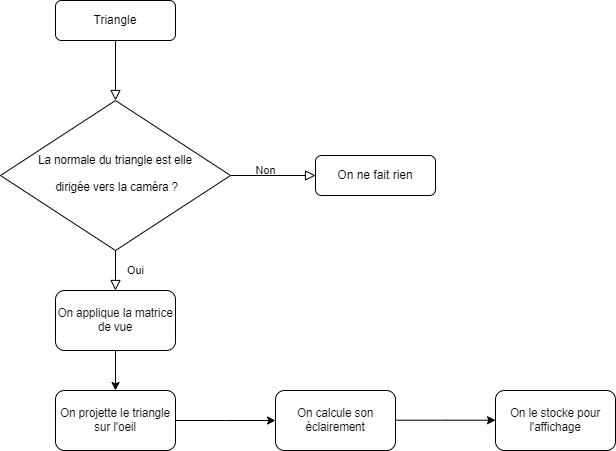 Triangle
La normale du triangle est elle
dirigée vers la caméra ?
Non
On ne fait rien
Oui
On applique la matrice
de vue
On projette le triangle
sur l'oeil
On calcule son
éclairement
On le stocke pour
l'affichage